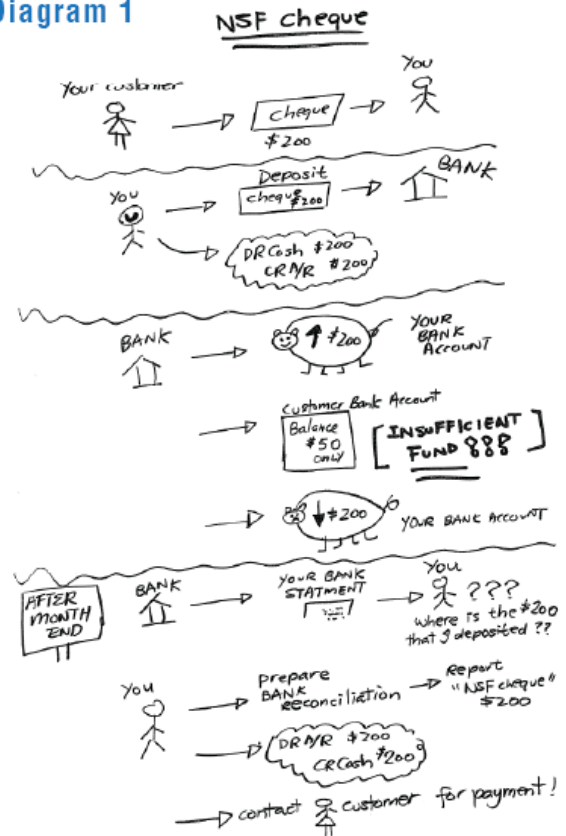 Diagram 1
NSF Cheque
Your customer
cheque
$200
You
You
Deposit
cheque $200
BANK
DR Cash $200
CR A/R $200
BANK
$200
YOUR
BANK
ACCOUNT
Customer Bank Account
Balance
$50
ONLY
INSUFFICIENT
FUND
$200
YOUR BANK ACCOUNT
AFTER
MONTH
END
BANK
YOUR BANK
STATMENT
You
???
where is the $200
that I deposited ??
You
prepare
BANK
Reconciliation
Report
"NSF cheque"
$200
DR A/R $200
CR Cash $200
contact customer for payment!